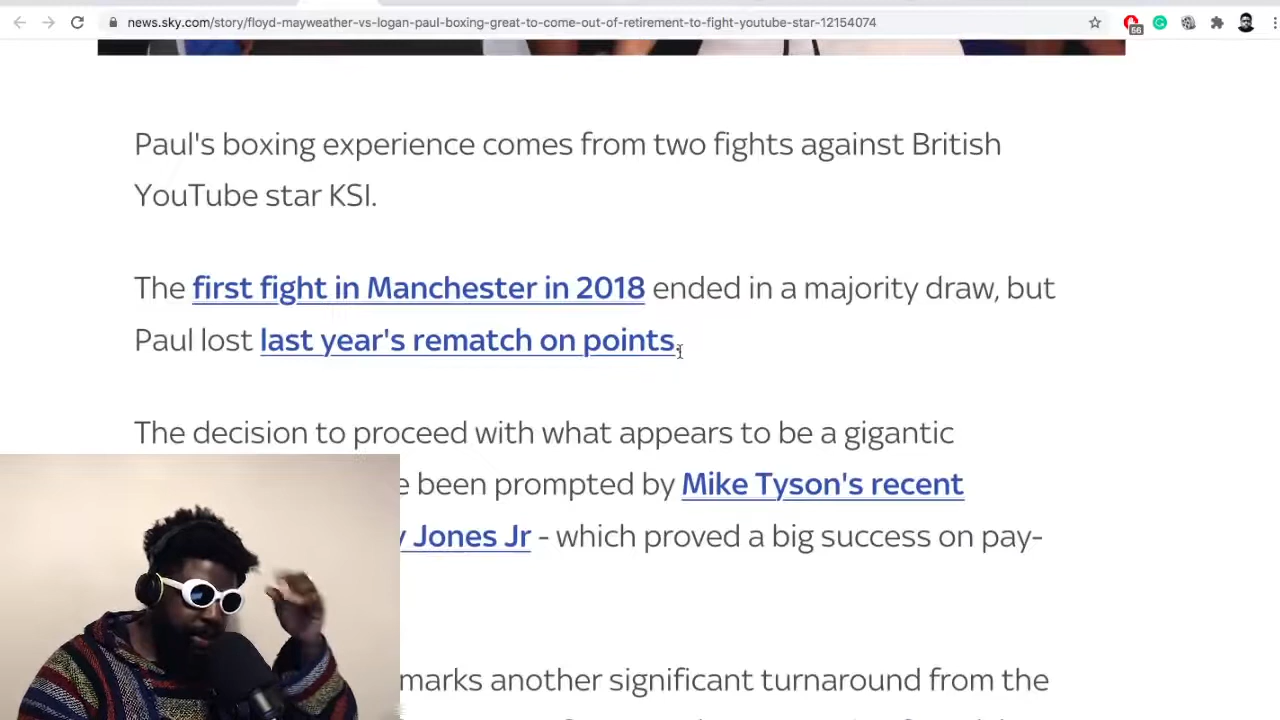 news.sky.com/story/floyd-mayweather-vs-logan-paul-boxing-great-to-come-out-of-retirement-to-fight-youtube-star-12154074
56
Paul's boxing experience comes from two fights against British
YouTube star KSI.
The first fight in Manchester in 2018 ended in a majority draw, but
Paul lost last year's rematch on points.
The decision to proceed with what appears to be a gigantic
e been prompted by Mike Tyson's recent
y Jones Jr - which proved a big success on pay-
marks another significant turnaround from the